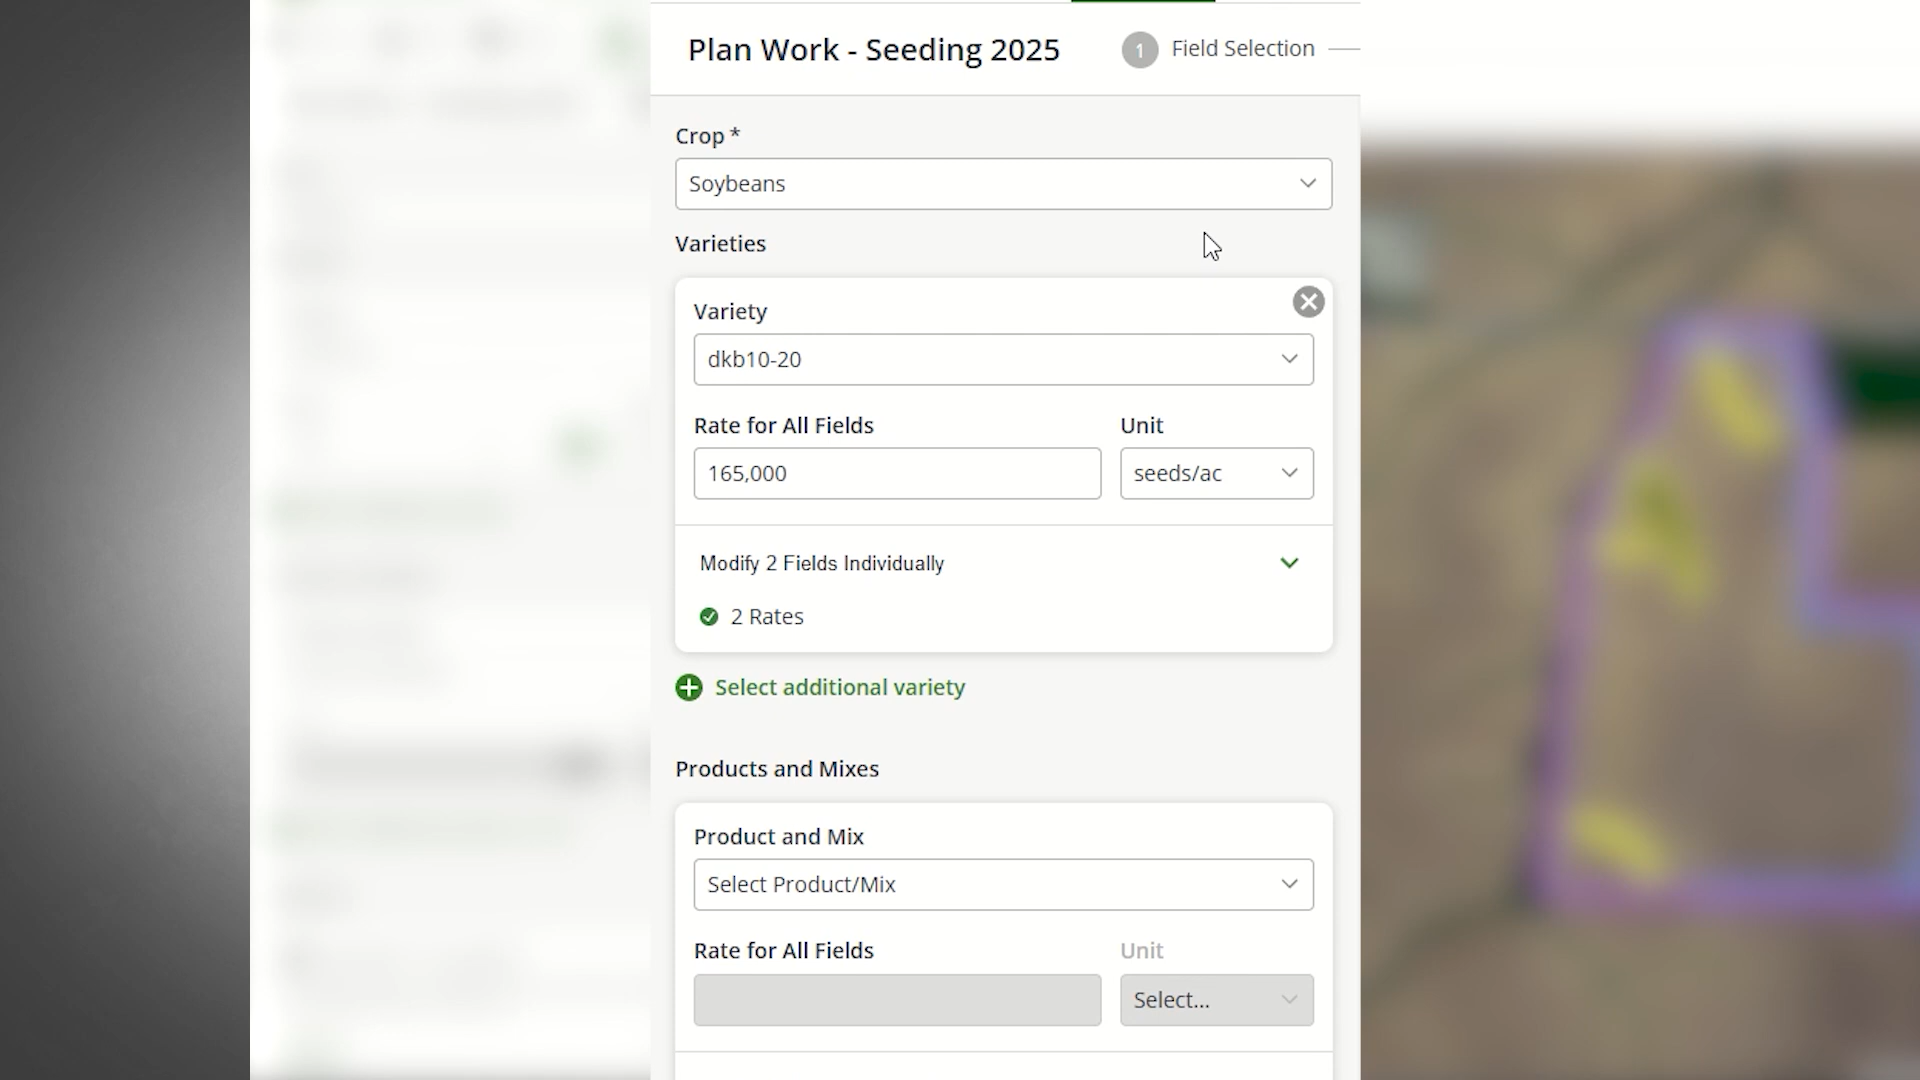 Plan Work - Seeding 2025
1 Field Selection
Crop *
Soybeans
Varieties
Variety
dkb10-20
Rate for All Fields Unit
165,000 seeds/ac
Modify 2 Fields Individually
2 Rates
Select additional variety
Products and Mixes
Product and Mix
Select Product/Mix
Rate for All Fields Unit
Select...